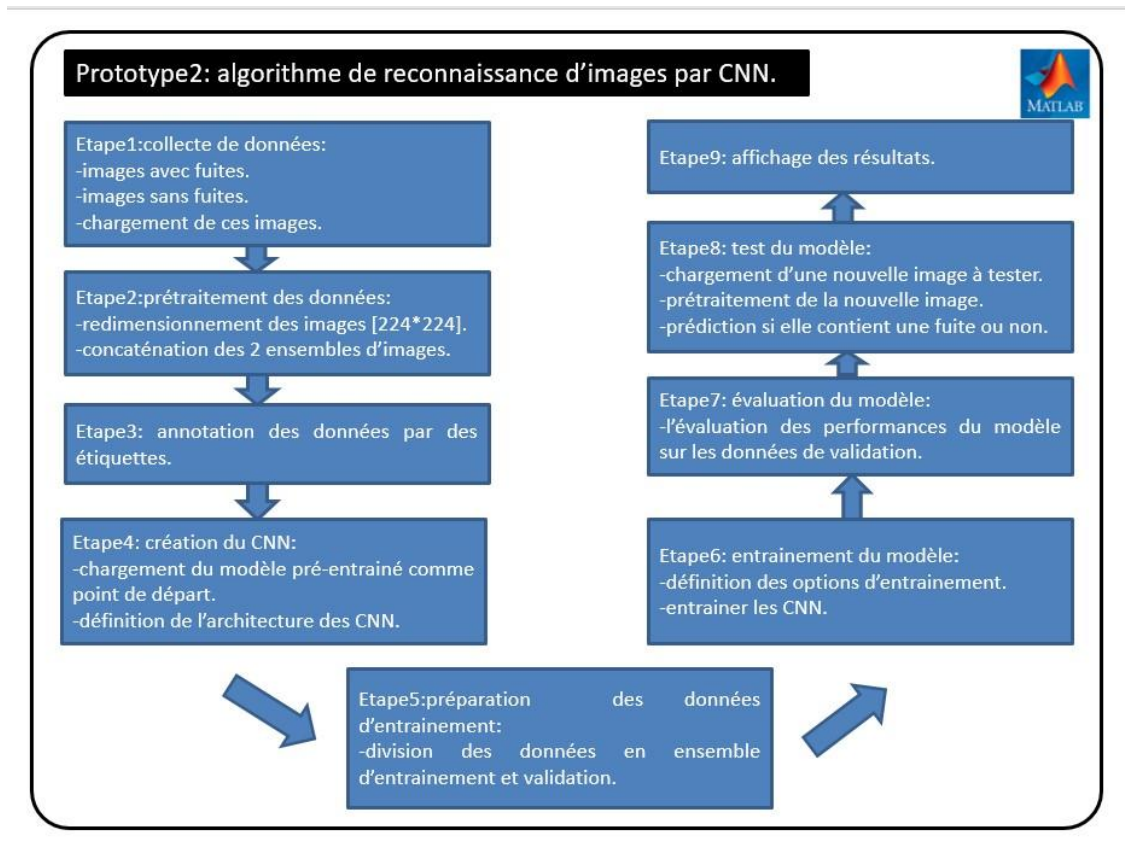 Prototype2: algorithme de reconnaissance d'images par CNN.
MATLAB
Etape1:collecte de données:
-images avec fuites.
-images sans fuites.
-chargement de ces images.
Etape2:prétraitement des données:
-redimensionnement des images [224*224].
-concaténation des 2 ensembles d'images.
Etape3: annotation des données par des
étiquettes.
Etape4: création du CNN:
-chargement du modèle pré-entrainé comme
point de départ.
-définition de l'architecture des CNN.
Etape5:préparation des données
d'entrainement:
-division des données en ensemble
d'entrainement et validation.
Etape6: entrainement du modèle:
-définition des options d'entrainement.
-entrainer les CNN.
Etape7: évaluation du modèle:
-l'évaluation des performances du modèle
sur les données de validation.
Etape8: test du modèle:
-chargement d'une nouvelle image à tester.
-prétraitement de la nouvelle image.
-prédiction si elle contient une fuite ou non.
Etape9: affichage des résultats.